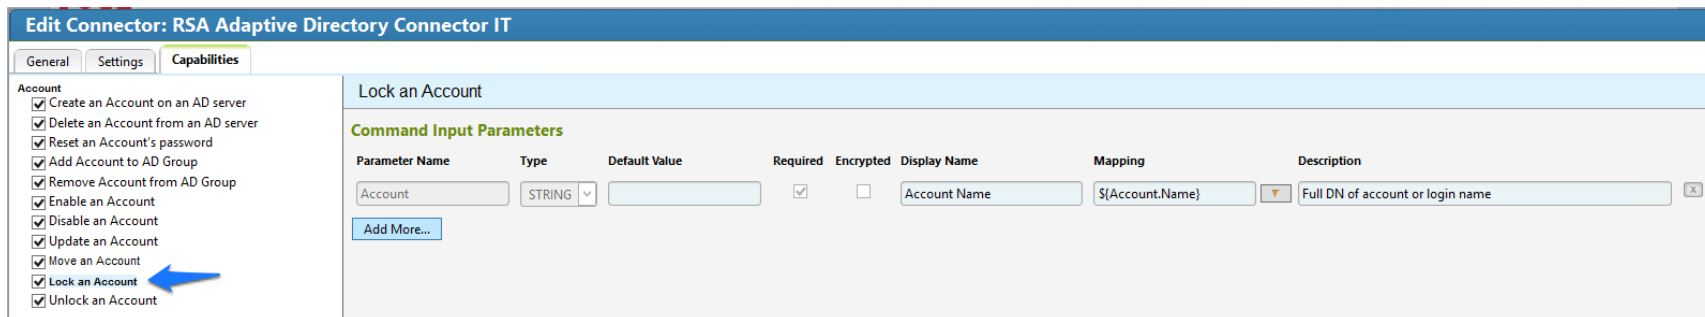 Edit Connector: RSA Adaptive Directory Connector IT
General Settings Capabilities
Account
Create an Account on an AD server
Delete an Account from an AD server
Reset an Account's password
Add Account to AD Group
Remove Account from AD Group
Enable an Account
Disable an Account
Update an Account
Move an Account
Lock an Account
Unlock an Account
Lock an Account
Command Input Parameters
Parameter Name Type Default Value Required Encrypted Display Name Mapping Description
Account STRING Account Name ${Account.Name} Full DN of account or login name x
Add More...